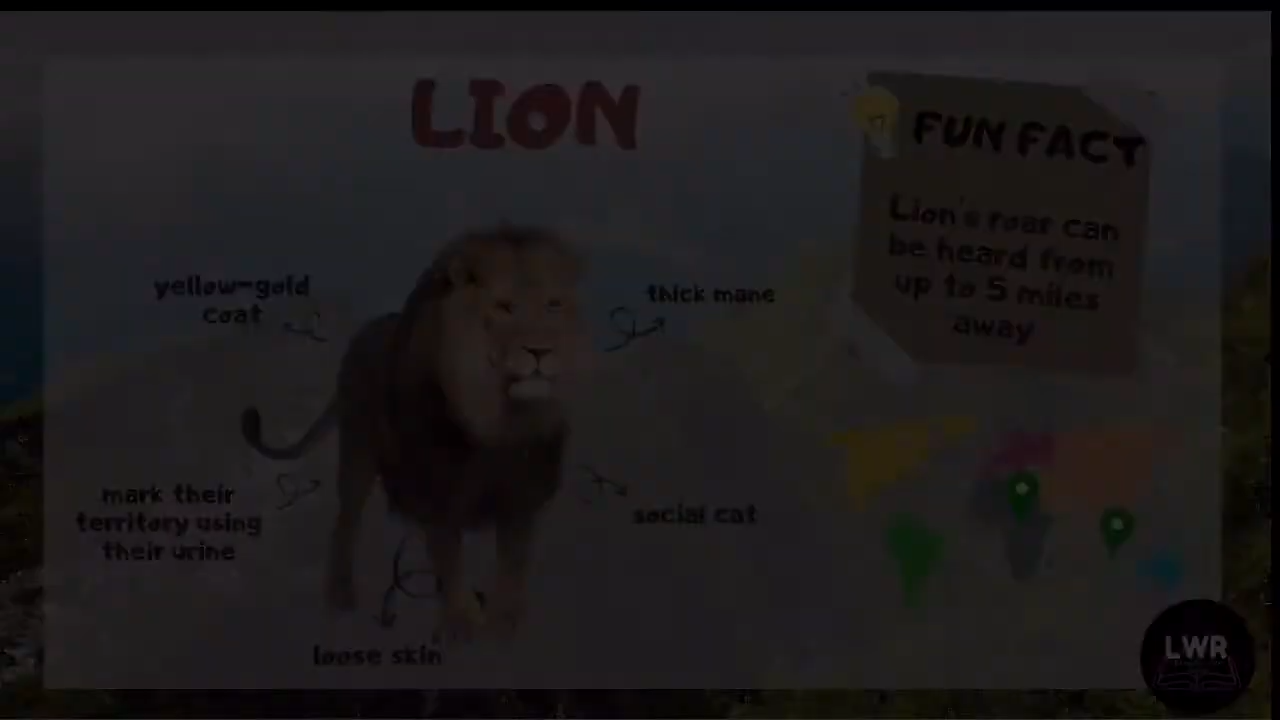 LION
FUN FACT
Lion's roar can
be heard from
up to 5 miles
away
yellow-gold
coat
thick mane
mark their
territory using
their urine
social cat
loose skin
LWR